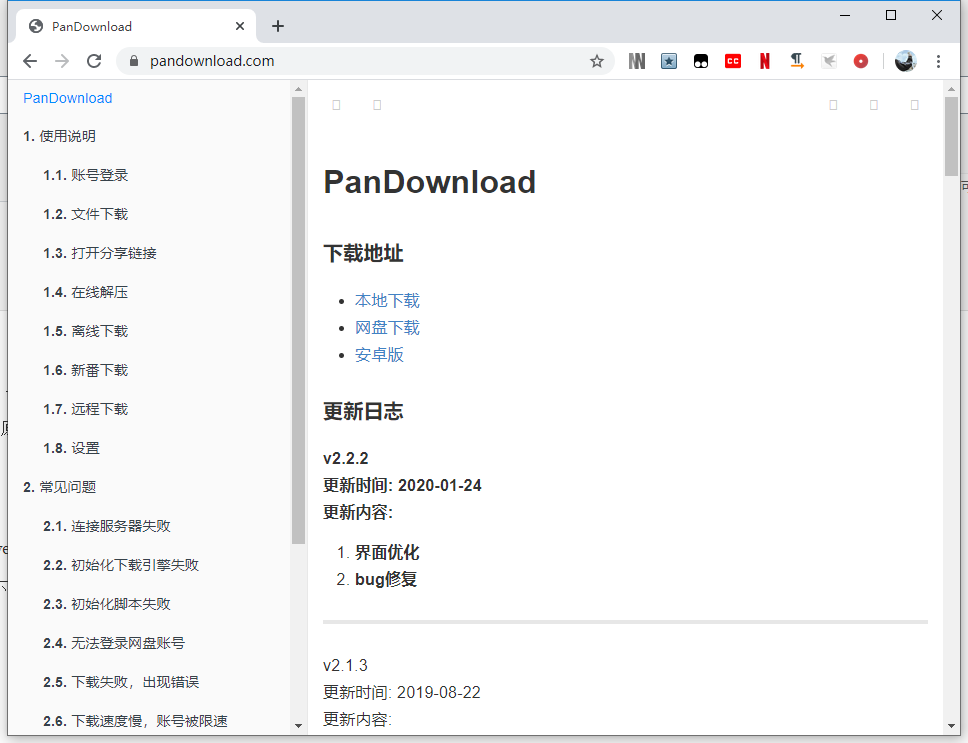 PanDownload
pandownload.com
PanDownload
1. 使用说明
1.1. 账号登录
1.2. 文件下载
1.3. 打开分享链接
1.4. 在线解压
1.5. 离线下载
1.6. 新番下载
1.7. 远程下载
1.8. 设置
2. 常见问题
2.1. 连接服务器失败
2.2. 初始化下载引擎失败
2.3. 初始化脚本失败
2.4. 无法登录网盘账号
2.5. 下载失败，出现错误
2.6. 下载速度慢，账号被限速
PanDownload
下载地址
• 本地下载
• 网盘下载
• 安卓版
更新日志
v2.2.2
更新时间: 2020-01-24
更新内容:
1. 界面优化
2. bug修复
v2.1.3
更新时间: 2019-08-22
更新内容: